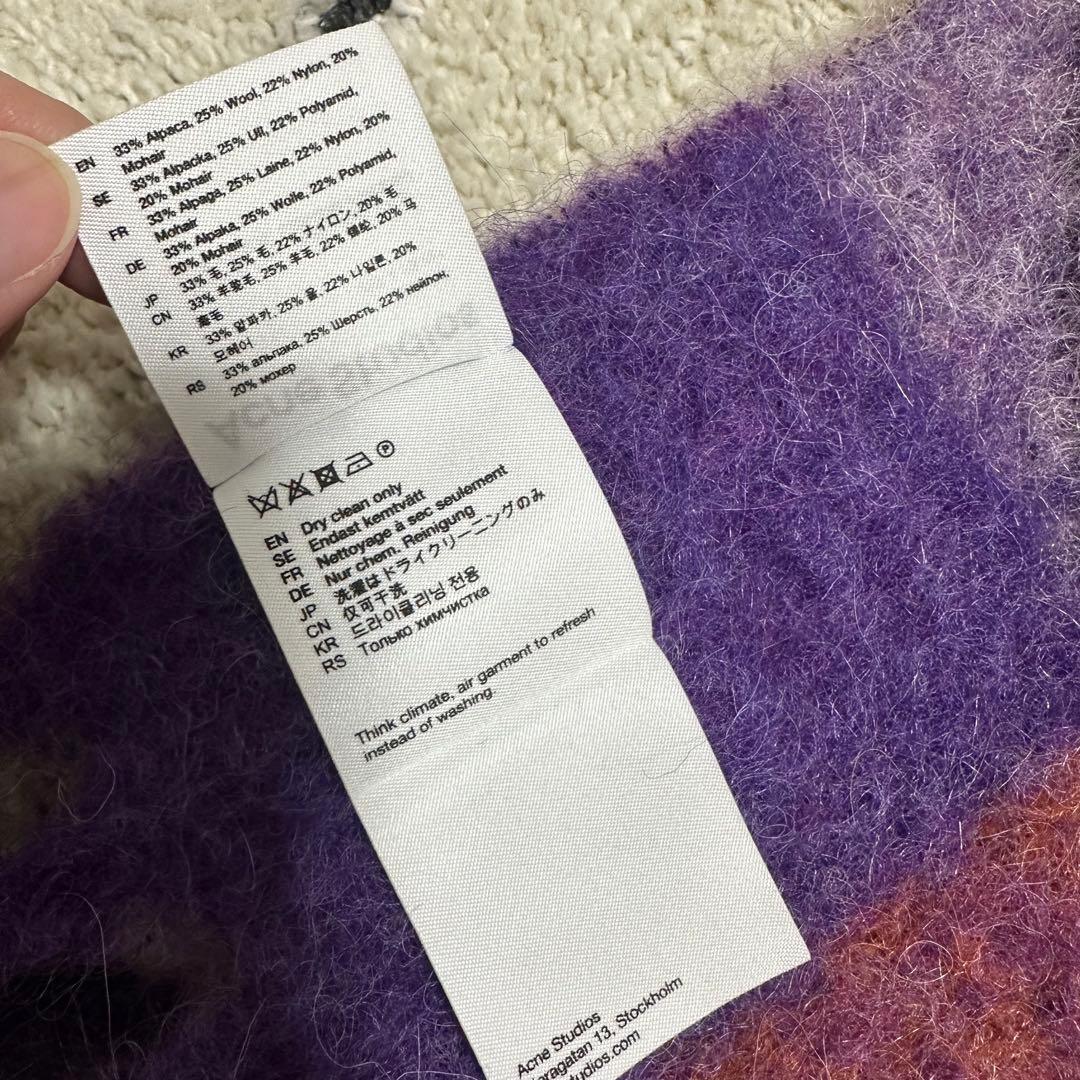 EN 33% Alpaca, 25% Wool, 22% Nylon, 20%
Mohair
SE 33% Alpacka, 25% Ull, 22% Polyamid,
20% Mohair
FR 33% Alpaga, 25% Laine, 22% Nylon, 20%
Mohair
DE 33% Alpaka, 25% Wolle, 22% Polyamid,
20% Mohair
JP 33% 毛, 25% 毛, 22% ナイロン, 20% 毛
CN 33% 羊驼毛, 25% 羊毛, 22% 锦纶, 20% 马
海毛
KR 33% 알파카, 25% 울, 22% 나일론, 20%
모헤어
RS 33% альпака, 25% Шерсть, 22% нейлон,
20% мохер
P
EN Dry clean only
SE Endast kemtvätt
FR Nettoyage à sec seulement
DE Nur chem. Reinigung
JP 洗濯はドライクリーニングのみ
CN 仅可干洗
KR 드라이클리닝 전용
RS Только химчистка
Think climate, air garment to refresh
instead of washing.
Acne Studios
13, Stockholm